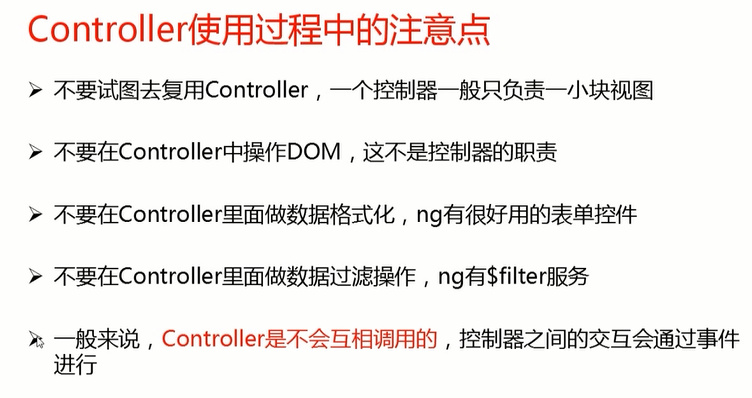 Controller使用过程中的注意点
不要试图去复用Controller，一个控制器一般只负责一小块视图
不要在Controller中操作DOM，这不是控制器的职责
不要在Controller里面做数据格式化，ng有很好用的表单控件
不要在Controller里面做数据过滤操作，ng有$filter服务
一般来说，Controller是不会互相调用的，控制器之间的交互会通过事件
进行